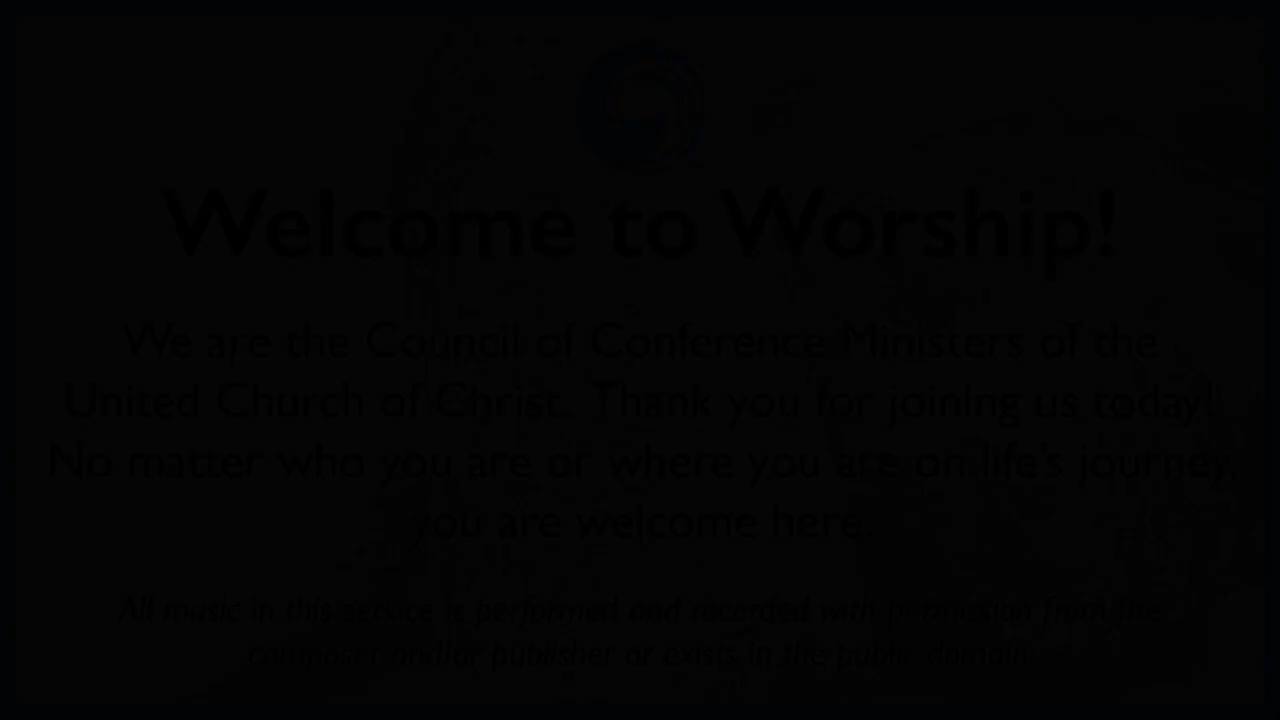 Welcome to Worship!
We are the Council of Conference Ministers of the
United Church of Christ. Thank you for joining us today!
No matter who you are or where you are on life's journey,
you are welcome here.
All music in this service is performed and recorded with permission from the
composer and/or publisher or exists in the public domain.